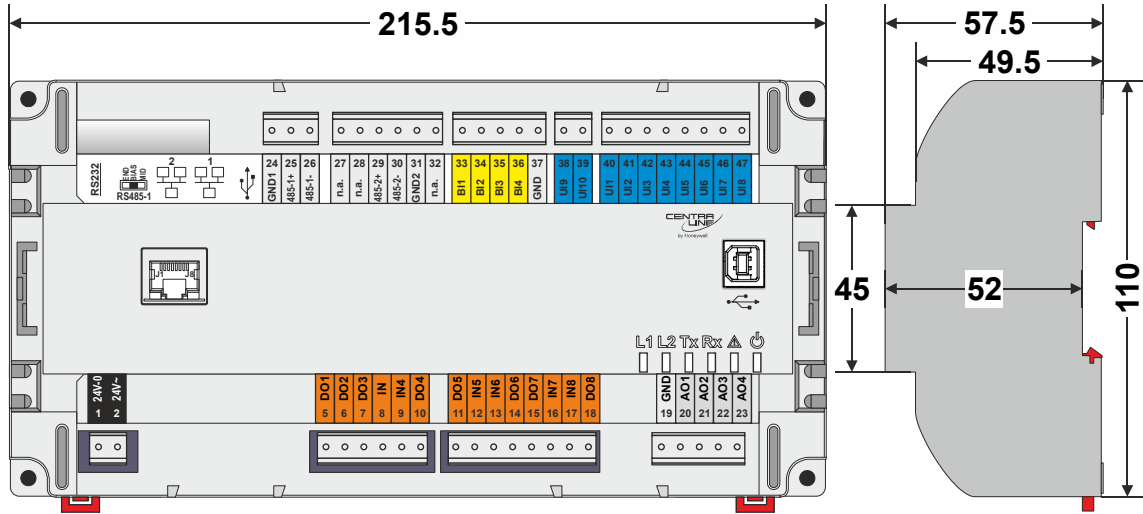 215.5
57.5
49.5
RS232
END
BIAS
MID
RS485-1
2
1
24 25 26 27 28 29 30 31 32 33 34 35 36 37 38 39 40 41 42 43 44 45 46 47
GND1 485-1+ 485-1- n.a. n.a. 485-2+ 485-2- GND2 n.a. BI1 BI2 BI3 BI4 GND UI9 UI10 UI1 UI2 UI3 UI4 UI5 UI6 UI7 UI8
CENTRA
LINE
by Honeywell
J1 J8
45
52
110
L1 L2 Tx Rx
24V-0 24V~ DO1 DO2 DO3 IN IN4 DO4 DO5 IN5 IN6 DO6 DO7 IN7 IN8 DO8 GND AO1 AO2 AO3 AO4
1 2 5 6 7 8 9 10 11 12 13 14 15 16 17 18 19 20 21 22 23